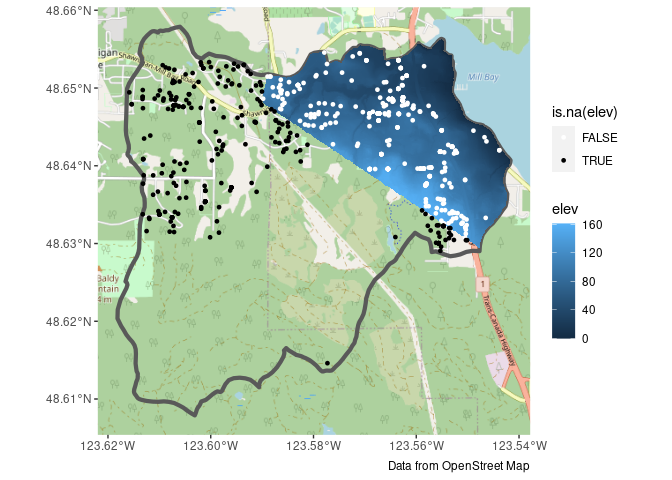 48.66°N
48.65°N
48.64°N
48.63°N
48.62°N
48.61°N
123.62°W
123.60°W
123.58°W
123.56°W
123.54°W
Mill Bay
Baldy
1
Trans-Canada Highway
is.na(elev)
FALSE
TRUE
elev
160
120
80
40
0
Data from OpenStreet Map